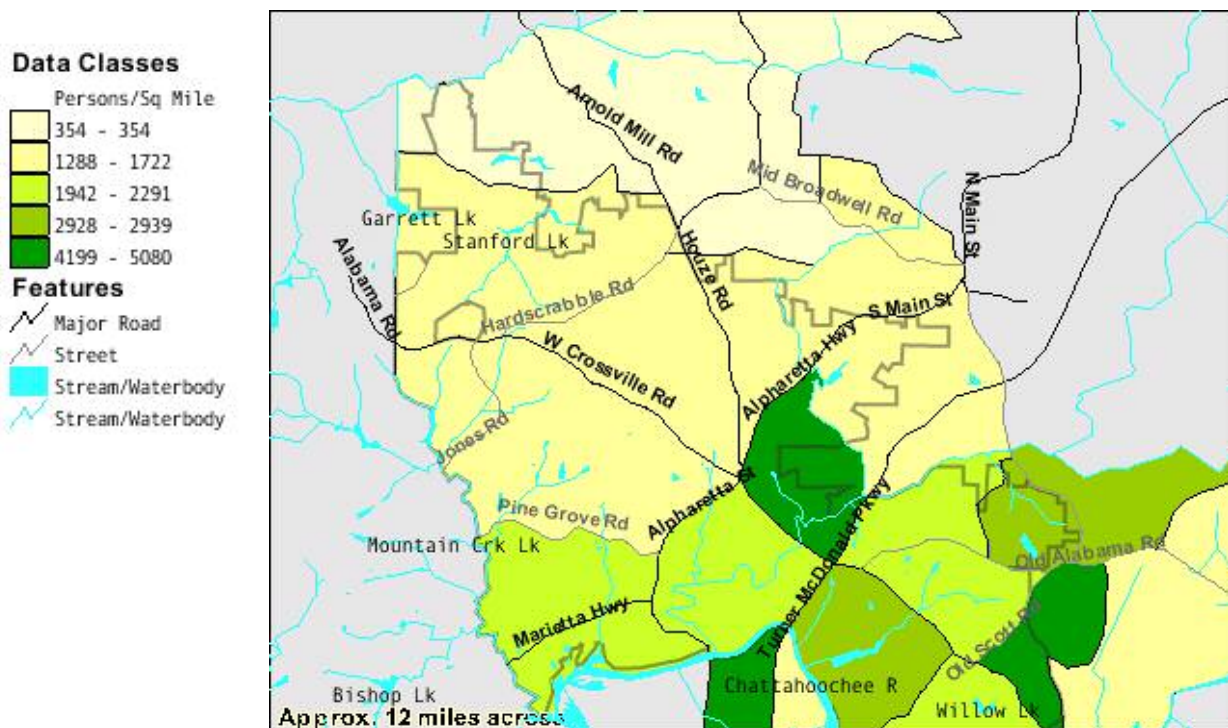 Data Classes
Persons/Sq Mile
354 - 354
1288 - 1722
1942 - 2291
2928 - 2939
4199 - 5080
Features
Major Road
Street
Stream/Waterbody
Stream/Waterbody
Arnold Mill Rd
Mid Broadwell Rd
N Main St
Garrett Lk
Stanford Lk
Alabama Rd
Houze Rd
Hardscrabble Rd
S Main St
Alpharetta Hwy
W Crossville Rd
Jones Rd
Alpharetta St
Pine Grove Rd
Turner McDonald Pkwy
Mountain Crk Lk
Old Alabama Rd
Marietta Hwy
Old Scott Rd
Chattahoochee R
Bishop Lk
Willow Lk
Approx. 12 miles across